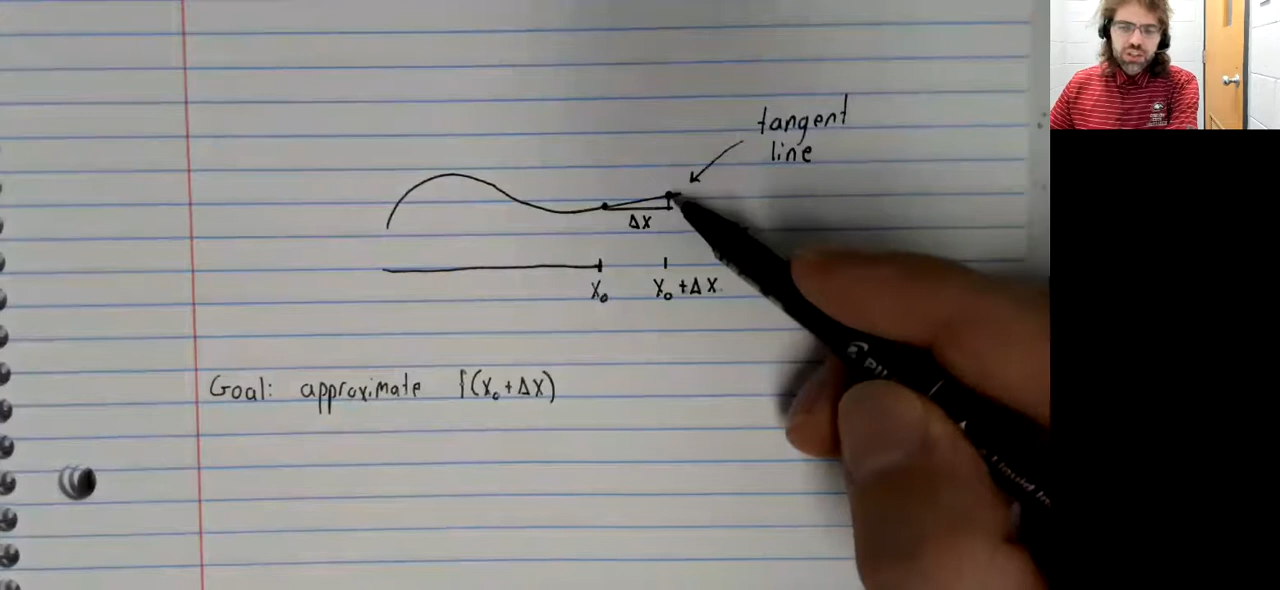 tangent
line
Δx
x₀ x₀ + Δx
Goal: approximate f(x₀ + Δx)